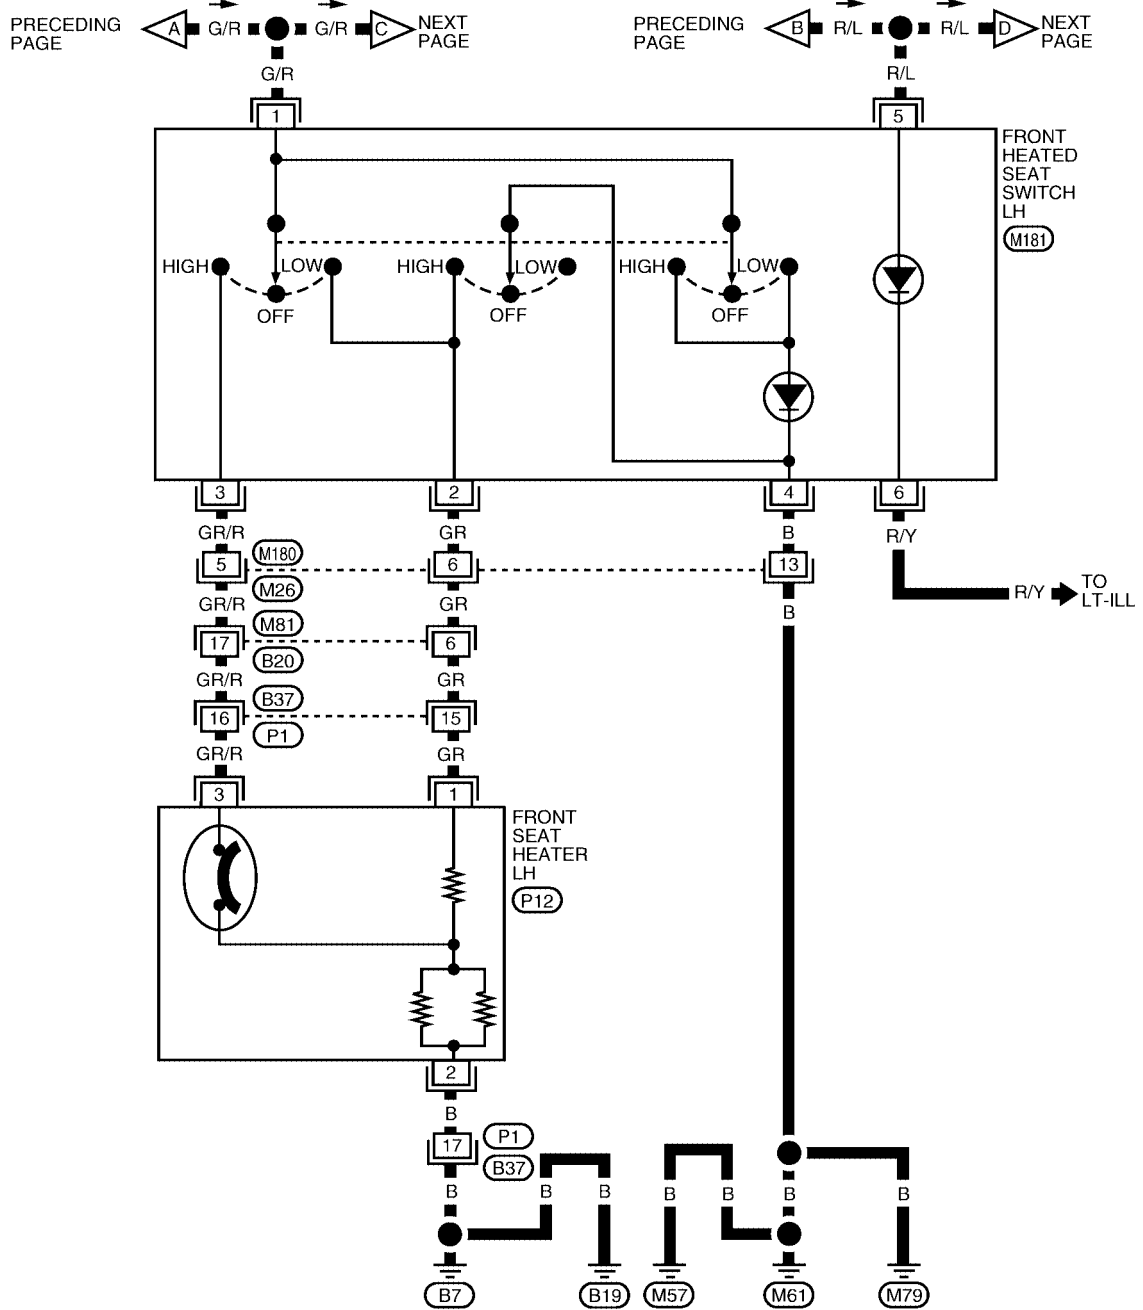 PRECEDING
PAGE
A
G/R
G/R
C
NEXT
PAGE
PRECEDING
PAGE
B
R/L
R/L
D
NEXT
PAGE
G/R
R/L
1
5
FRONT
HEATED
SEAT
SWITCH
LH
M181
HIGH
LOW
OFF
HIGH
LOW
OFF
HIGH
LOW
OFF
3
2
4
6
GR/R
GR
B
R/Y
5
M180
6
13
M26
R/Y
TO
LT-ILL
GR/R
GR
B
M81
17
6
B20
GR/R
GR
B37
16
15
P1
GR/R
GR
3
1
FRONT
SEAT
HEATER
LH
P12
2
B
17
P1
B37
B
B
B
B
B
B
B
B7
B19
M57
M61
M79